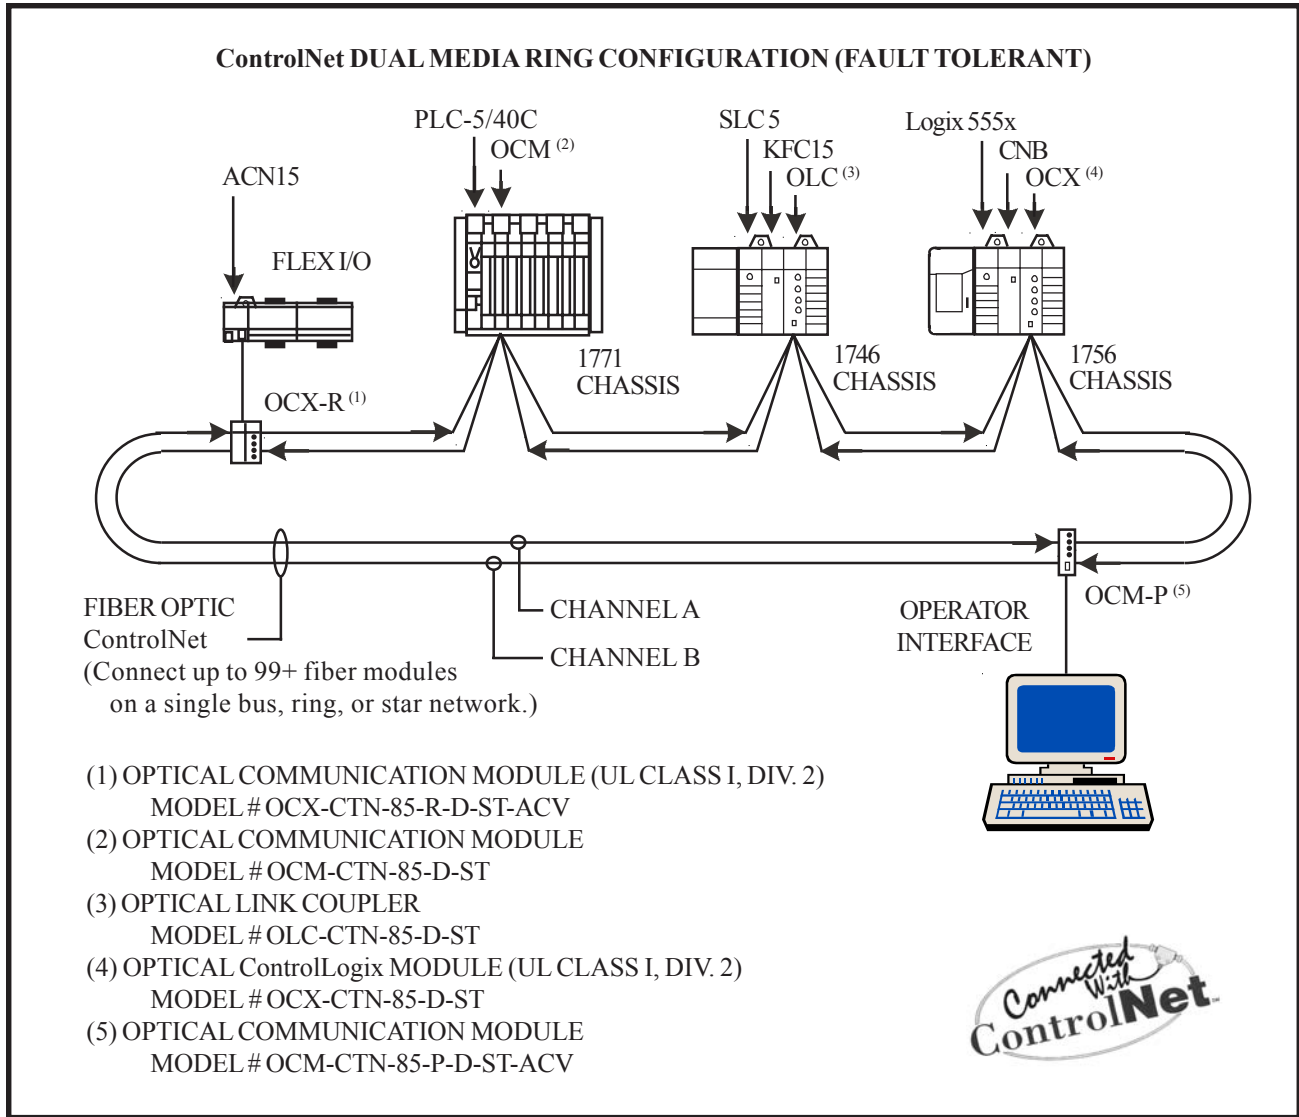 ControlNet DUAL MEDIA RING CONFIGURATION (FAULT TOLERANT)
PLC-5/40C
OCM (2)
SLC 5
KFC15
OLC (3)
Logix 555x
CNB
OCX (4)
ACN15
FLEX I/O
1771
CHASSIS
1746
CHASSIS
1756
CHASSIS
OCX-R (1)
FIBER OPTIC
ControlNet
(Connect up to 99+ fiber modules
on a single bus, ring, or star network.)
CHANNEL A
CHANNEL B
OPERATOR
INTERFACE
OCM-P (5)
(1) OPTICAL COMMUNICATION MODULE (UL CLASS I, DIV. 2)
MODEL # OCX-CTN-85-R-D-ST-ACV
(2) OPTICAL COMMUNICATION MODULE
MODEL # OCM-CTN-85-D-ST
(3) OPTICAL LINK COUPLER
MODEL # OLC-CTN-85-D-ST
(4) OPTICAL ControlLogix MODULE (UL CLASS I, DIV. 2)
MODEL # OCX-CTN-85-D-ST
(5) OPTICAL COMMUNICATION MODULE
MODEL # OCM-CTN-85-P-D-ST-ACV
Connected
With
ControlNet™